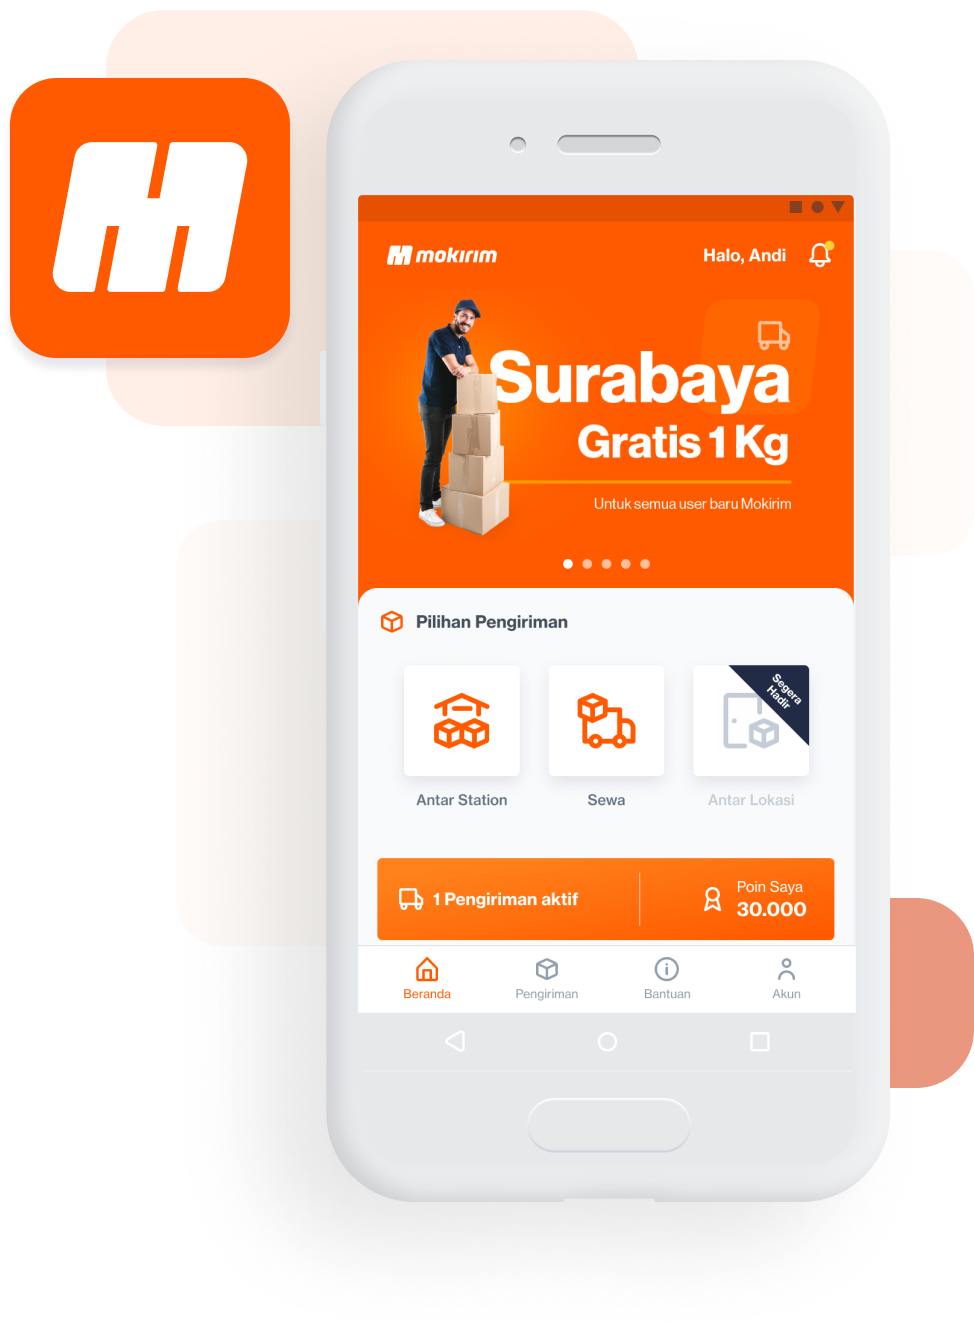 mokirim
Halo, Andi
Surabaya
Gratis 1 Kg
Untuk semua user baru Mokirim
Pilihan Pengiriman
Segera
Hadir
Antar Station
Sewa
Antar Lokasi
1 Pengiriman aktif
Poin Saya
30.000
Beranda
Pengiriman
Bantuan
Akun